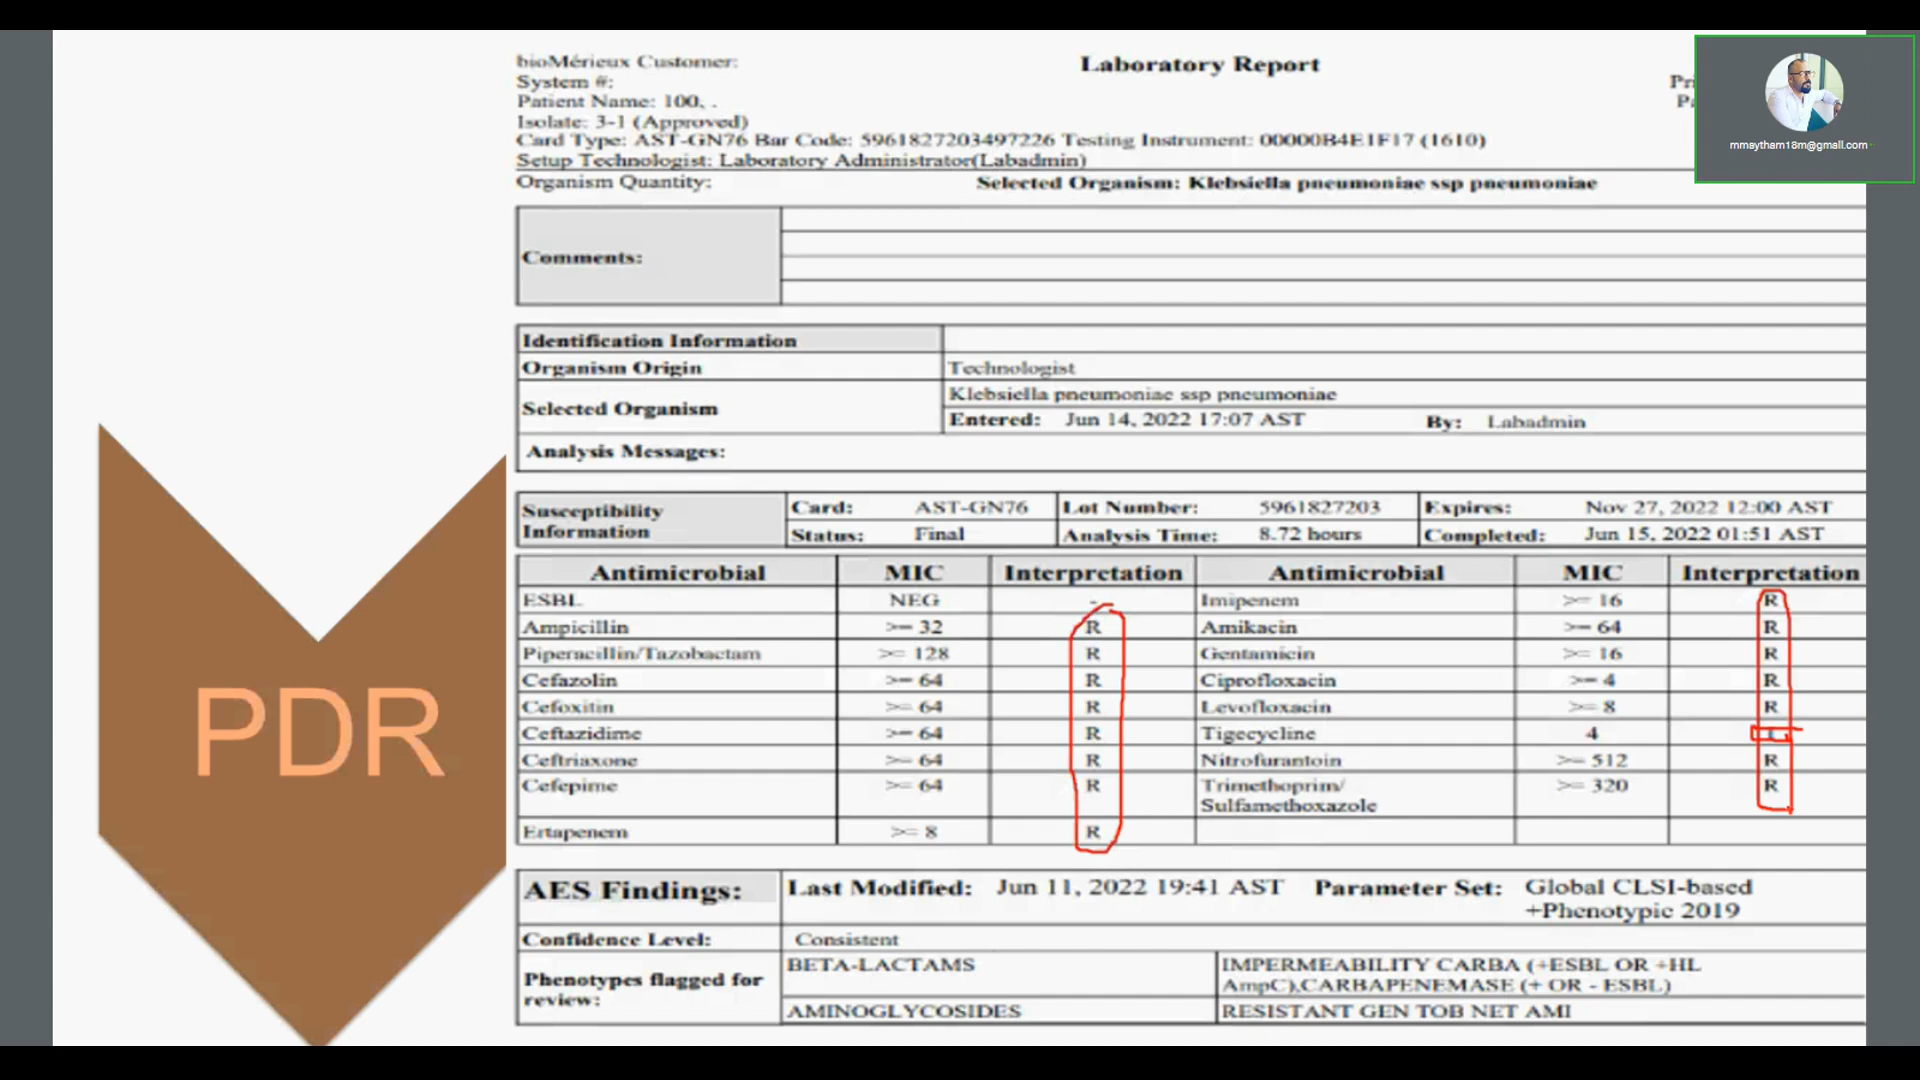 bioMérieux Customer:
Laboratory Report
System #:
Patient Name: 100, .
Isolate: 3-1 (Approved)
Card Type: AST-GN76 Bar Code: 5961827203497226 Testing Instrument: 00000B4E1F17 (1610)
Setup Technologist: Laboratory Administrator(Labadmin)
Organism Quantity: Selected Organism: Klebsiella pneumoniae ssp pneumoniae
mmaytham18m@gmail.com
Comments:
Identification Information
Organism Origin Technologist
Selected Organism Klebsiella pneumoniae ssp pneumoniae
Entered: Jun 14, 2022 17:07 AST By: Labadmin
Analysis Messages:
Susceptibility Information Card: AST-GN76 Lot Number: 5961827203 Expires: Nov 27, 2022 12:00 AST
Status: Final Analysis Time: 8.72 hours Completed: Jun 15, 2022 01:51 AST
Antimicrobial MIC Interpretation Antimicrobial MIC Interpretation
ESBL NEG - Imipenem >= 16 R
Ampicillin >= 32 R Amikacin >= 64 R
Piperacillin/Tazobactam >= 128 R Gentamicin >= 16 R
Cefazolin >= 64 R Ciprofloxacin >= 4 R
Cefoxitin >= 64 R Levofloxacin >= 8 R
Ceftazidime >= 64 R Tigecycline 4 I
Ceftriaxone >= 64 R Nitrofurantoin >= 512 R
Cefepime >= 64 R Trimethoprim/ >= 320 R
Sulfamethoxazole
Ertapenem >= 8 R
AES Findings: Last Modified: Jun 11, 2022 19:41 AST Parameter Set: Global CLSI-based
+Phenotypic 2019
Confidence Level: Consistent
Phenotypes flagged for review: BETA-LACTAMS IMPERMEABILITY CARBA (+ESBL OR +HL
AmpC),CARBAPENEMASE (+ OR - ESBL)
AMINOGLYCOSIDES RESISTANT GEN TOB NET AMI
PDR